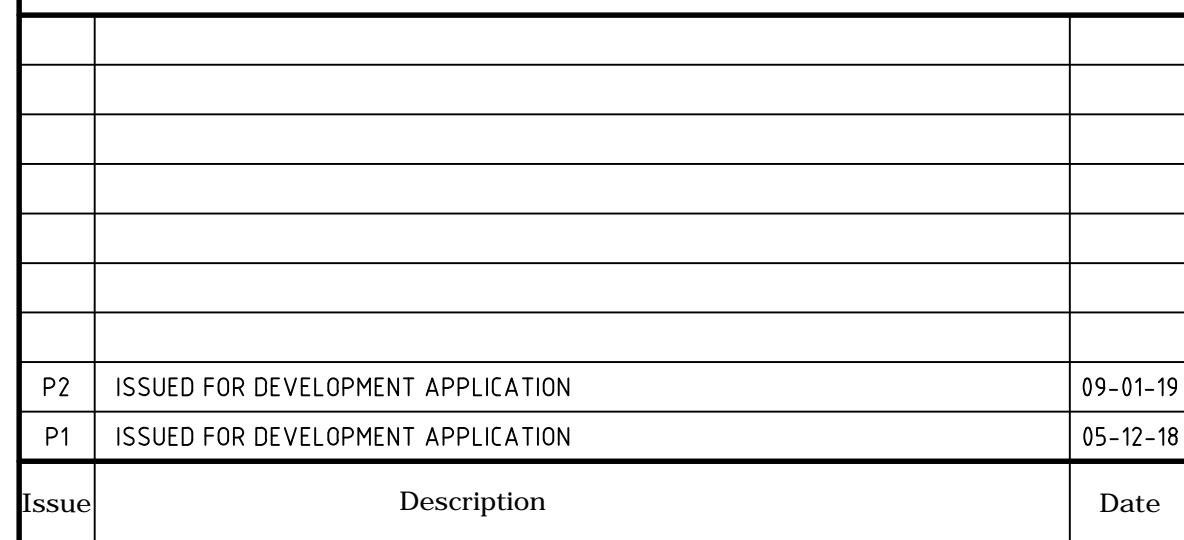 P2 ISSUED FOR DEVELOPMENT APPLICATION 09-01-19
P1 ISSUED FOR DEVELOPMENT APPLICATION 05-12-18
Issue Description Date